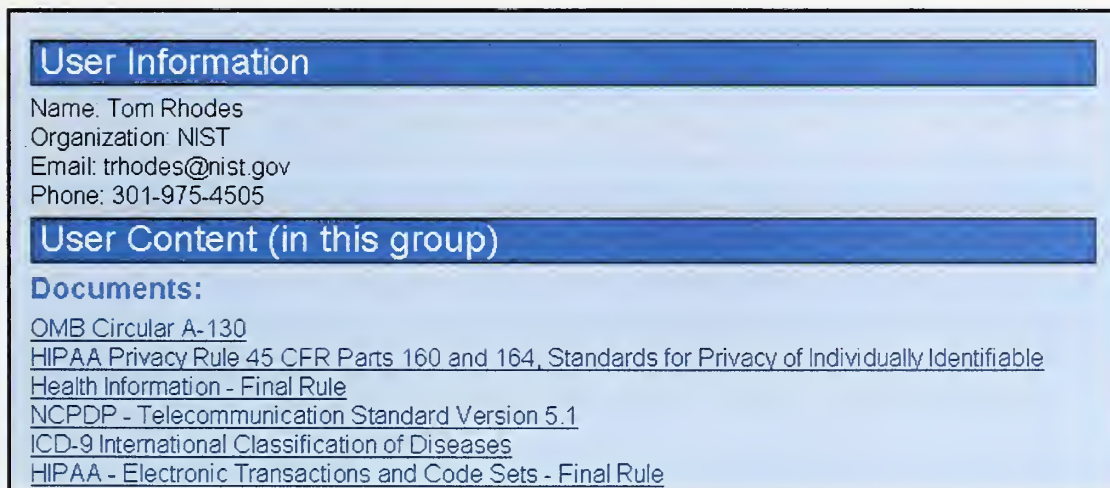 User Information
Name: Tom Rhodes
Organization: NIST
Email: trhodes@nist.gov
Phone: 301-975-4505
User Content (in this group)
Documents:
OMB Circular A-130
HIPAA Privacy Rule 45 CFR Parts 160 and 164, Standards for Privacy of Individually Identifiable
Health Information - Final Rule
NCPDP - Telecommunication Standard Version 5.1
ICD-9 International Classification of Diseases
HIPAA - Electronic Transactions and Code Sets - Final Rule